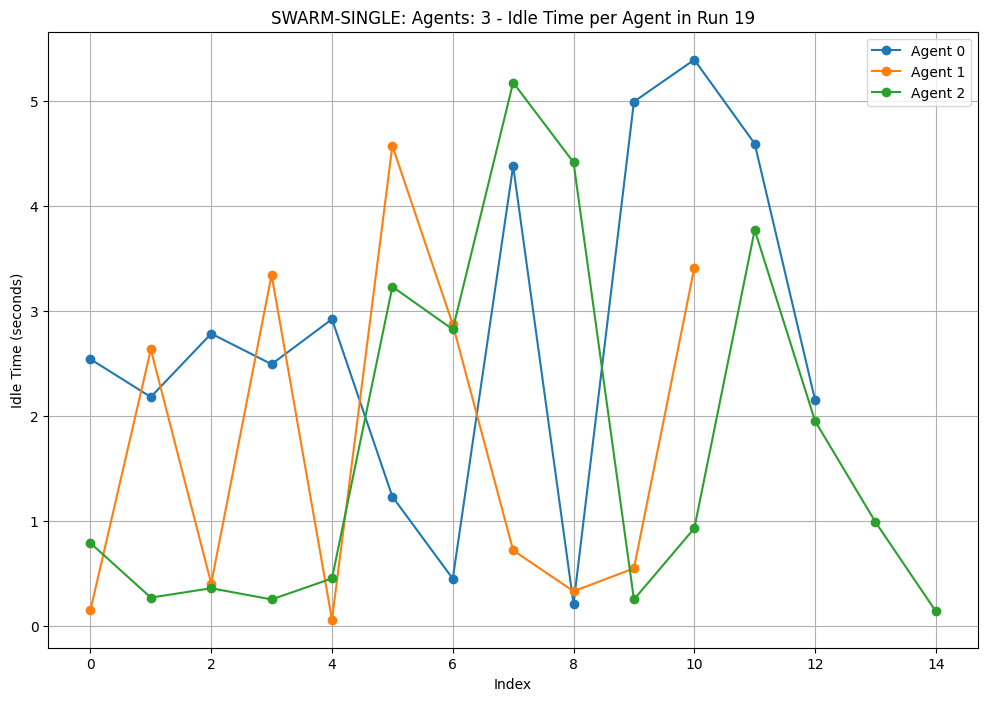 SWARM-SINGLE: Agents: 3 - Idle Time per Agent in Run 19
Agent 0
Agent 1
Agent 2
Idle Time (seconds)
5
4
3
2
1
0
0 2 4 6 8 10 12 14
Index